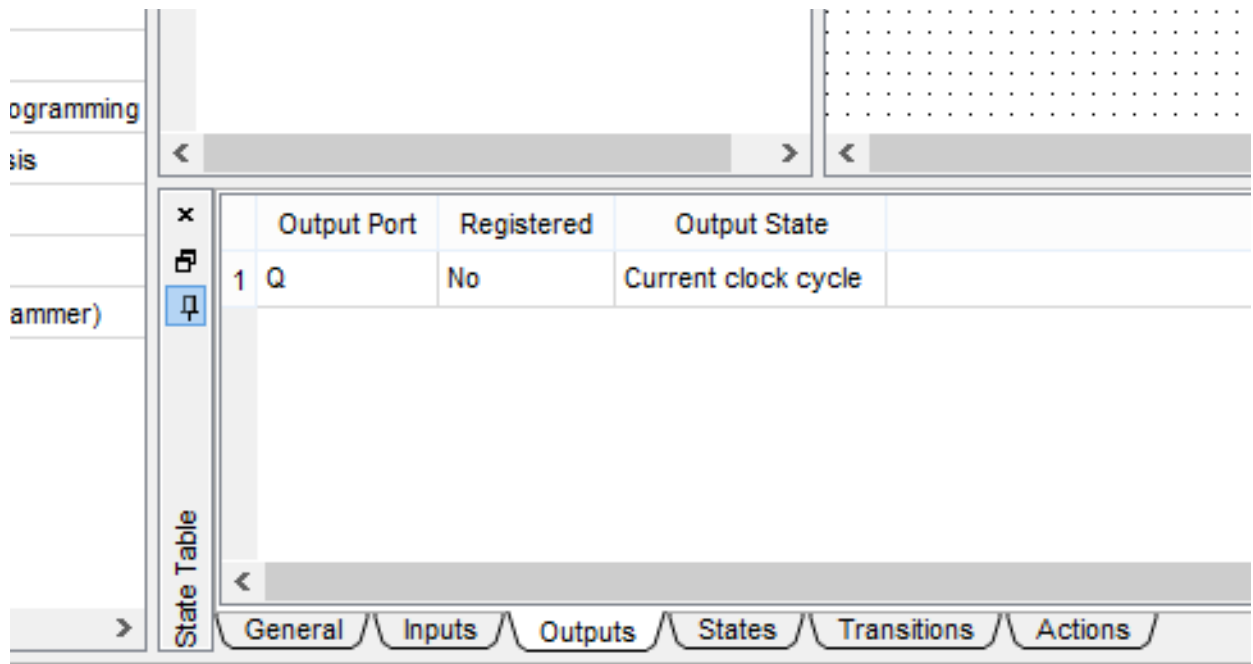 ogramming
sis
ammer)
Output Port Registered Output State
1 Q No Current clock cycle
State Table
General Inputs Outputs States Transitions Actions